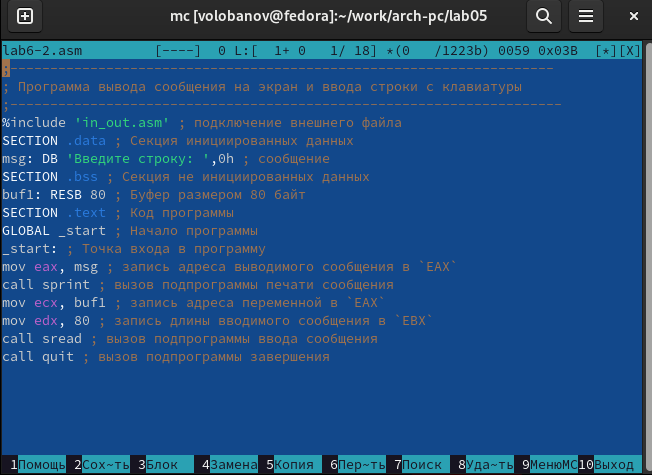 mc [volobanov@fedora]:~/work/arch-pc/lab05
lab6-2.asm [----] 0 L:[ 1+ 0 1/ 18] *(0 /1223b) 0059 0x03B [*][X]
;--------------------------------------------------------------------
; Программа вывода сообщения на экран и ввода строки с клавиатуры
;---------------------------------------------------------------------
%include 'in_out.asm' ; подключение внешнего файла
SECTION .data ; Секция инициированных данных
msg: DB 'Введите строку: ',0h ; сообщение
SECTION .bss ; Секция не инициированных данных
buf1: RESB 80 ; Буфер размером 80 байт
SECTION .text ; Код программы
GLOBAL _start ; Начало программы
_start: ; Точка входа в программу
mov eax, msg ; запись адреса выводимого сообщения в `EAX`
call sprint ; вызов подпрограммы печати сообщения
mov ecx, buf1 ; запись адреса переменной в `EAX`
mov edx, 80 ; запись длины вводимого сообщения в `EBX`
call sread ; вызов подпрограммы ввода сообщения
call quit ; вызов подпрограммы завершения
1Помощь 2Сох~ть 3Блок 4Замена 5Копия 6Пер~ть 7Поиск 8Уда~ть 9МенюMC 10Выход